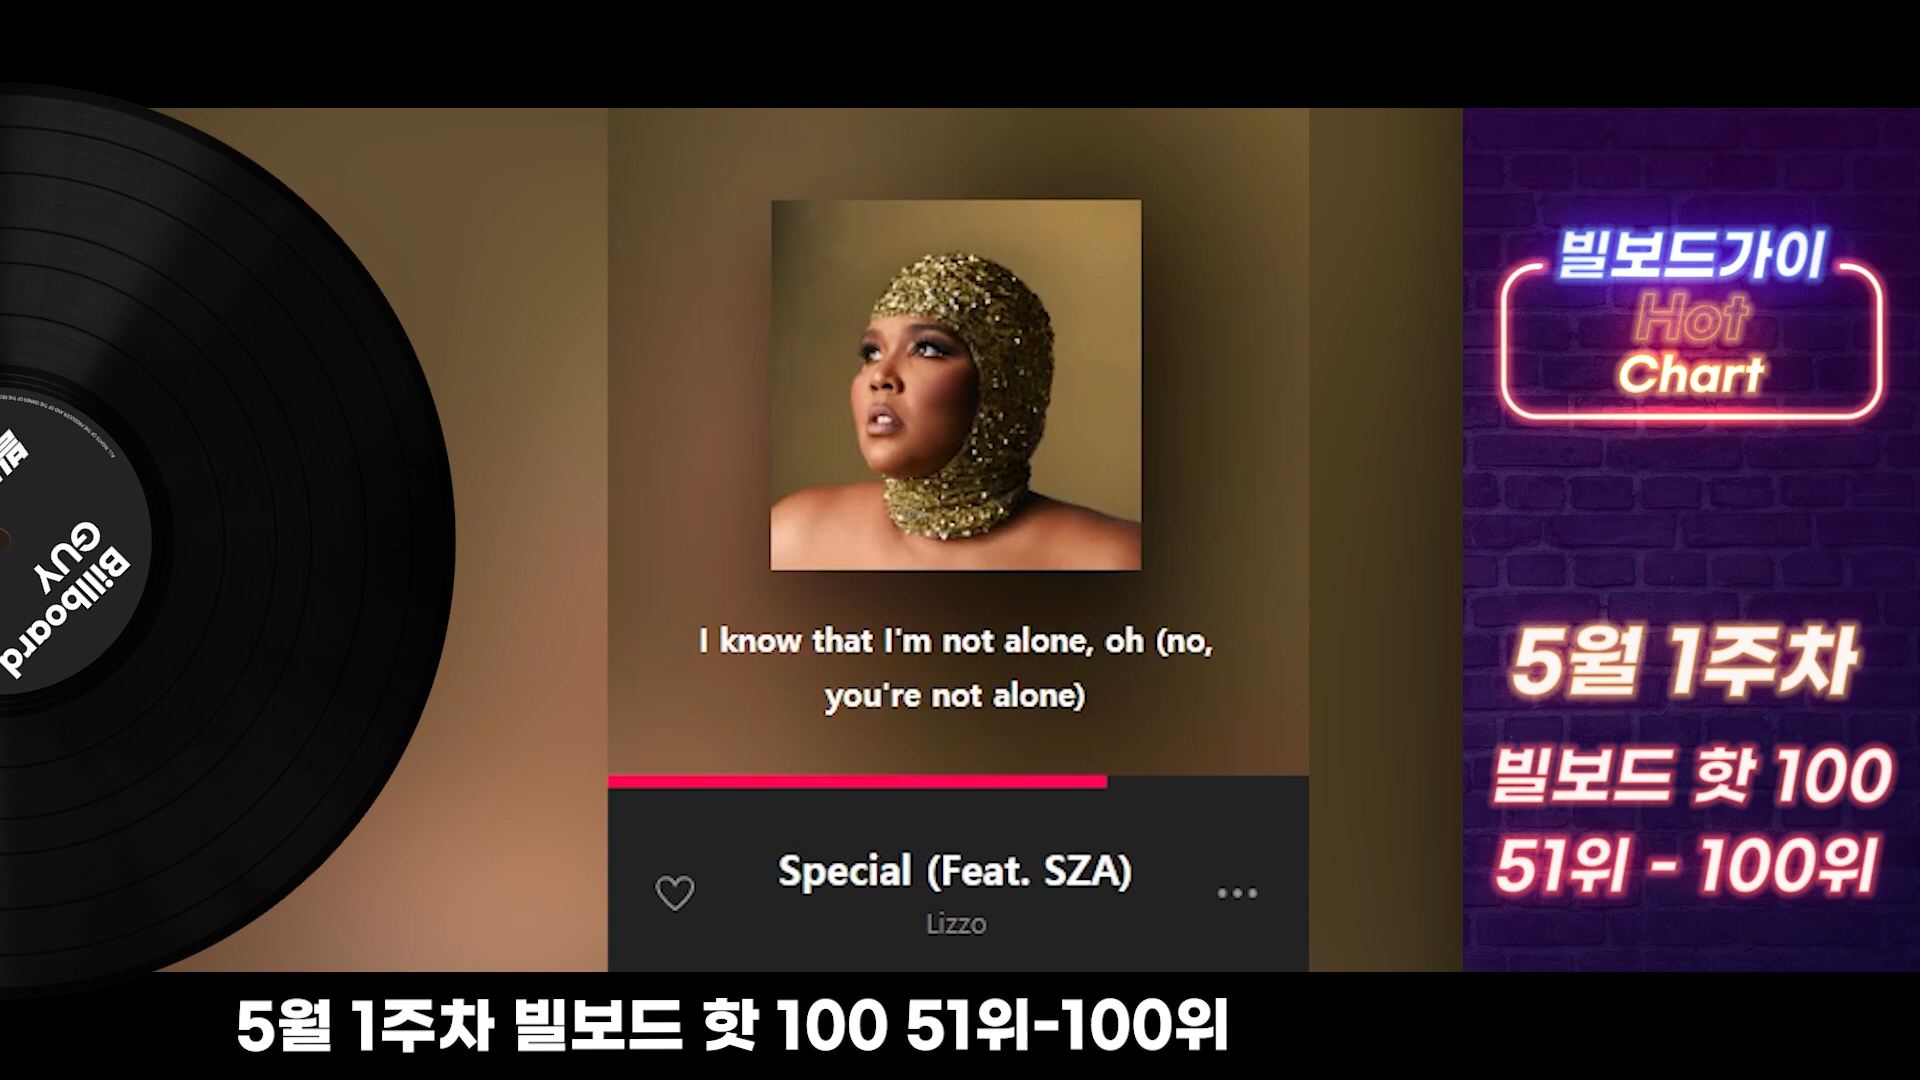 빌보드가이
Hot
Chart
Billboard
GUY
I know that I'm not alone, oh (no,
you're not alone)
5월 1주차
빌보드 핫 100
51위 - 100위
Special (Feat. SZA)
Lizzo
5월 1주차 빌보드 핫 100 51위-100위